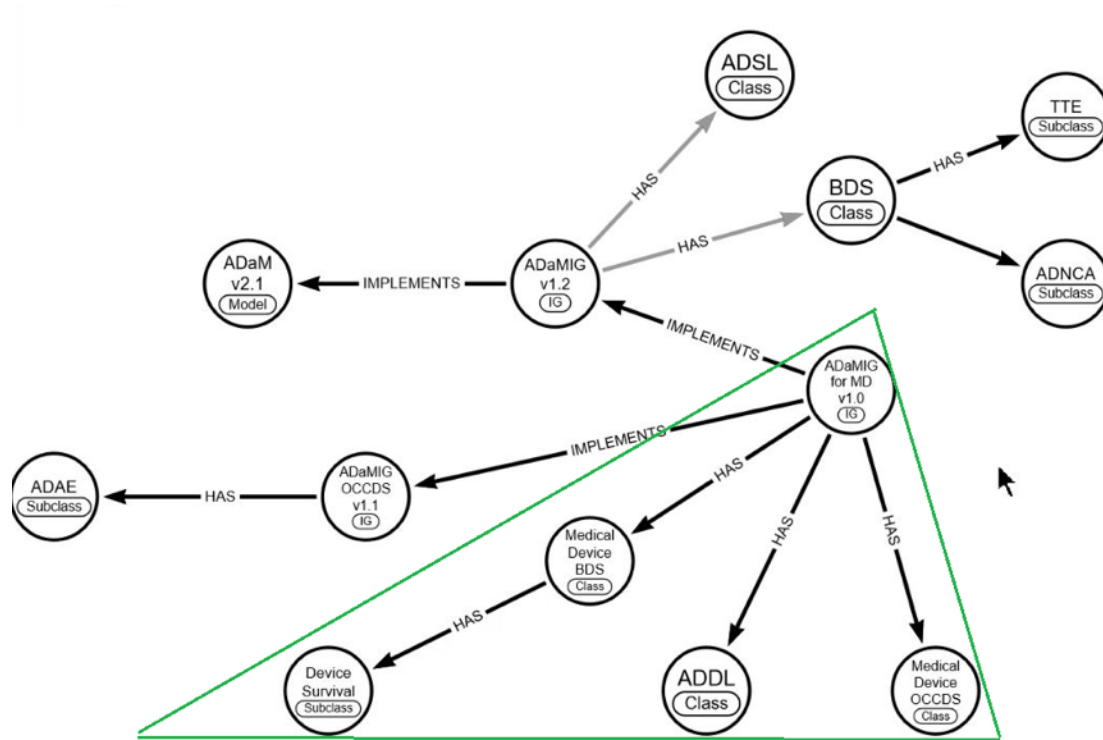 ADSL
Class
TTE
Subclass
HAS
HAS
BDS
Class
HAS
ADaM
v2.1
Model
IMPLEMENTS
ADaMIG
v1.2
IG
ADNCA
Subclass
IMPLEMENTS
ADaMIG
for MD
v1.0
IG
IMPLEMENTS
ADAE
Subclass
HAS
ADaMIG
OCCDS
v1.1
IG
HAS
HAS
HAS
Medical
Device
BDS
Class
HAS
Device
Survival
Subclass
ADDL
Class
Medical
Device
OCCDS
Class